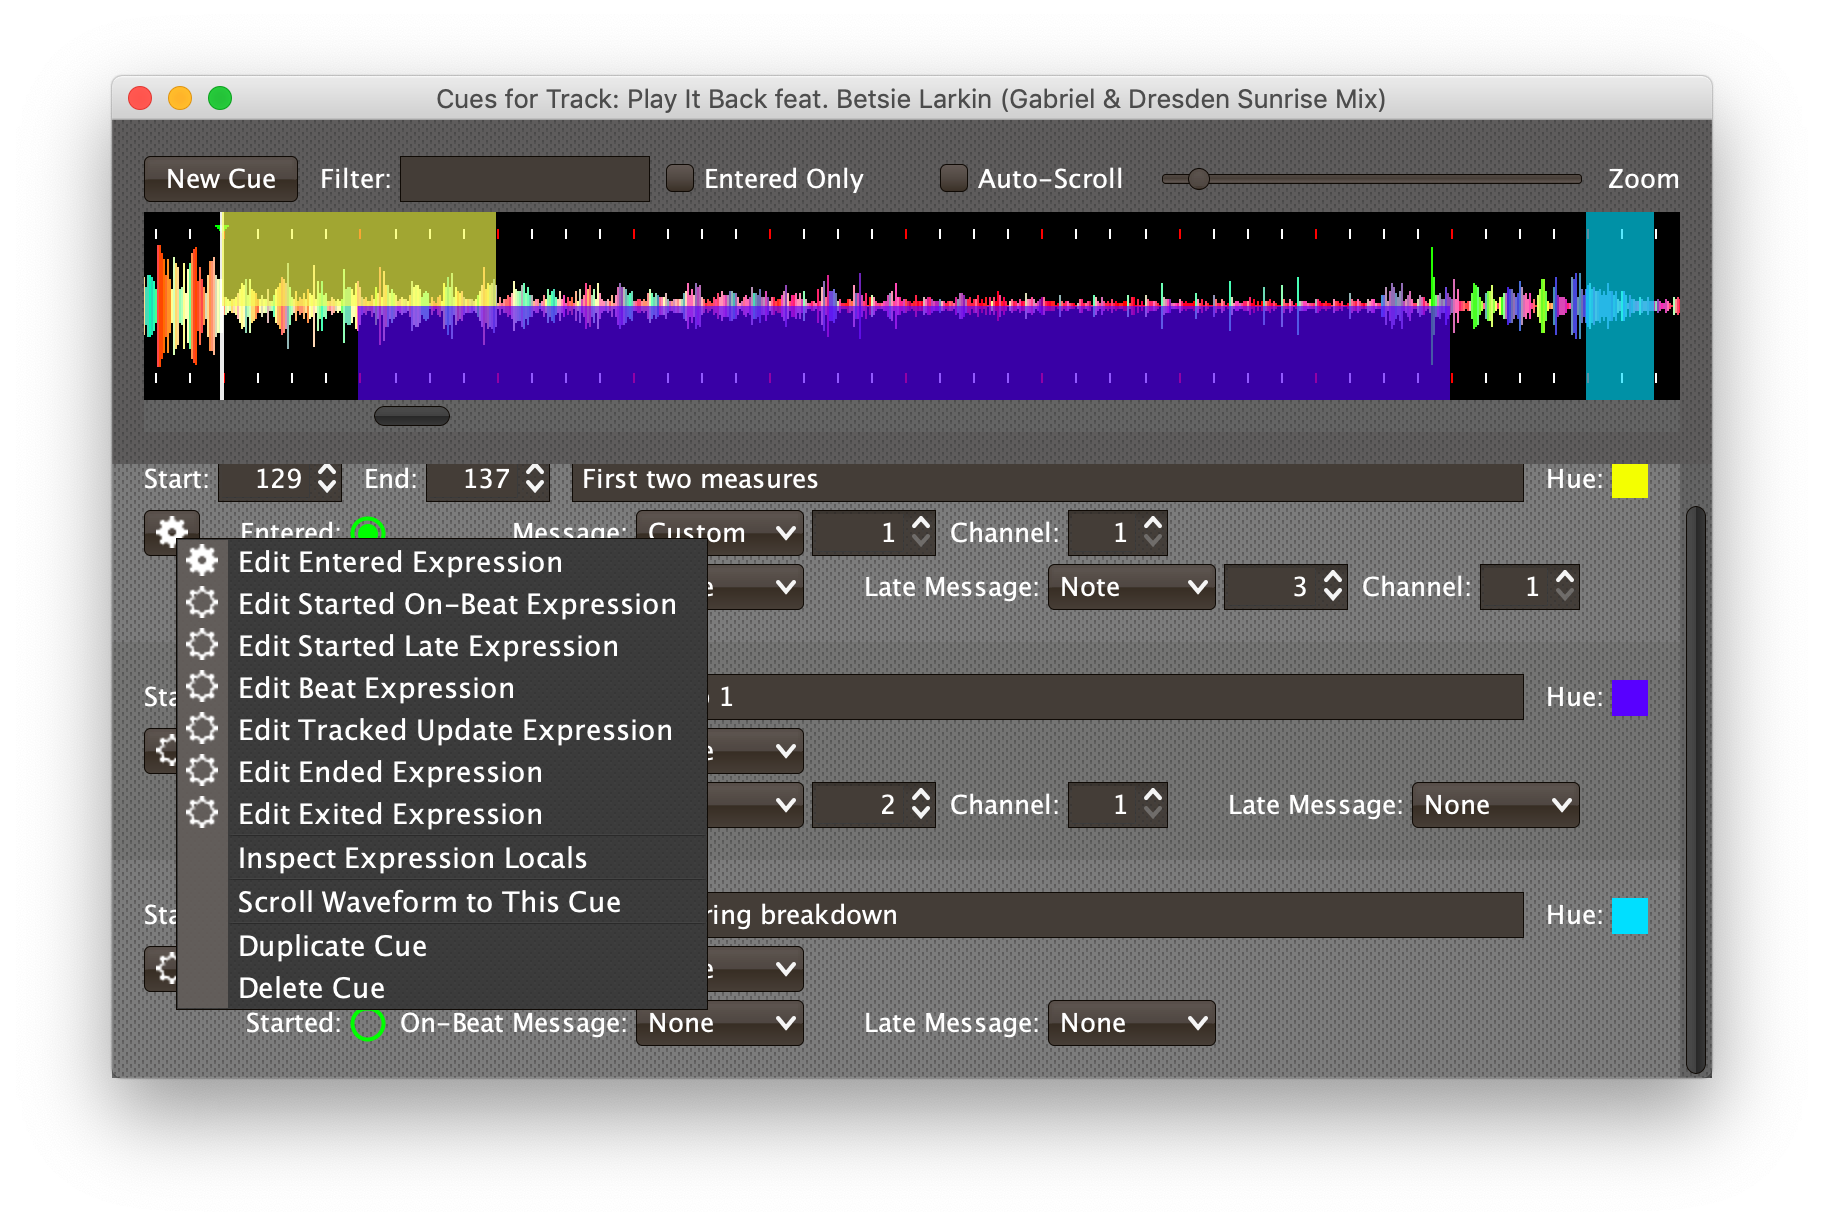 Cues for Track: Play It Back feat. Betsie Larkin (Gabriel & Dresden Sunrise Mix)
New Cue Filter: Entered Only Auto-Scroll Zoom
Start: 129 End: 137 First two measures Hue:
Entered: Message: Custom 1 Channel: 1
Edit Entered Expression
Late Message: Note 3 Channel: 1
Edit Started On-Beat Expression
Edit Started Late Expression
Edit Beat Expression
1 Hue:
Edit Tracked Update Expression
Edit Ended Expression
Edit Exited Expression
2 Channel: 1 Late Message: None
Inspect Expression Locals
Scroll Waveform to This Cue
breakdown Hue:
Duplicate Cue
Delete Cue
Started: On-Beat Message: None Late Message: None